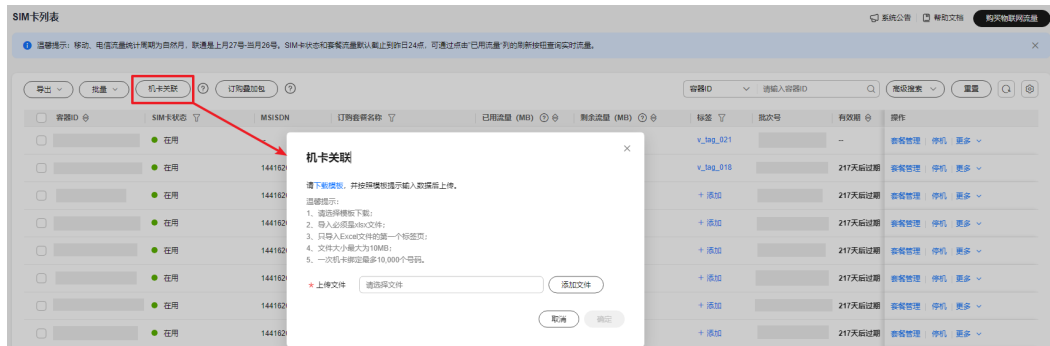 SIM卡列表
系统公告 帮助文档 购买物联网流量
温馨提示：移动、电信流量统计周期为自然月，联通是上月27号-当月26号。SIM卡状态和套餐流量默认截止到昨日24点，可通过点击“已用流量”列的刷新按钮查询实时流量。
导出 批量 机卡关联 订购叠加包 容器ID 请输入容器ID 高级搜索 重置
容器ID SIM卡状态 MSISDN 订购套餐名称 已用流量 (MB) 剩余流量 (MB) 标签 批次号 有效期 操作
在用 -- v_tag_021 -- 套餐管理 停机 更多
在用 144162 v_tag_018 217天后过期 套餐管理 停机 更多
在用 144162 + 添加 217天后过期 套餐管理 停机 更多
在用 144162 + 添加 217天后过期 套餐管理 停机 更多
在用 144162 + 添加 217天后过期 套餐管理 停机 更多
在用 144162 + 添加 217天后过期 套餐管理 停机 更多
在用 144162 + 添加 217天后过期 套餐管理 停机 更多
在用 144162 + 添加 217天后过期 套餐管理 停机 更多
机卡关联
请下载模板，并按照模板提示输入数据后上传。
温馨提示：
1、请选择模板下载；
2、导入必须是xlsx文件；
3、只导入Excel文件的第一个标签页；
4、文件大小最大为10MB；
5、一次机卡绑定最多10,000个号码。
* 上传文件 请选择文件 添加文件
取消 确定